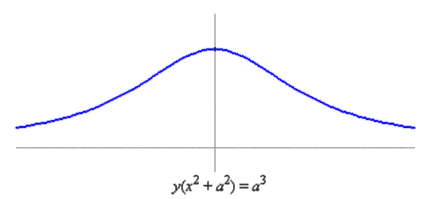 y(x² + a²) = a³